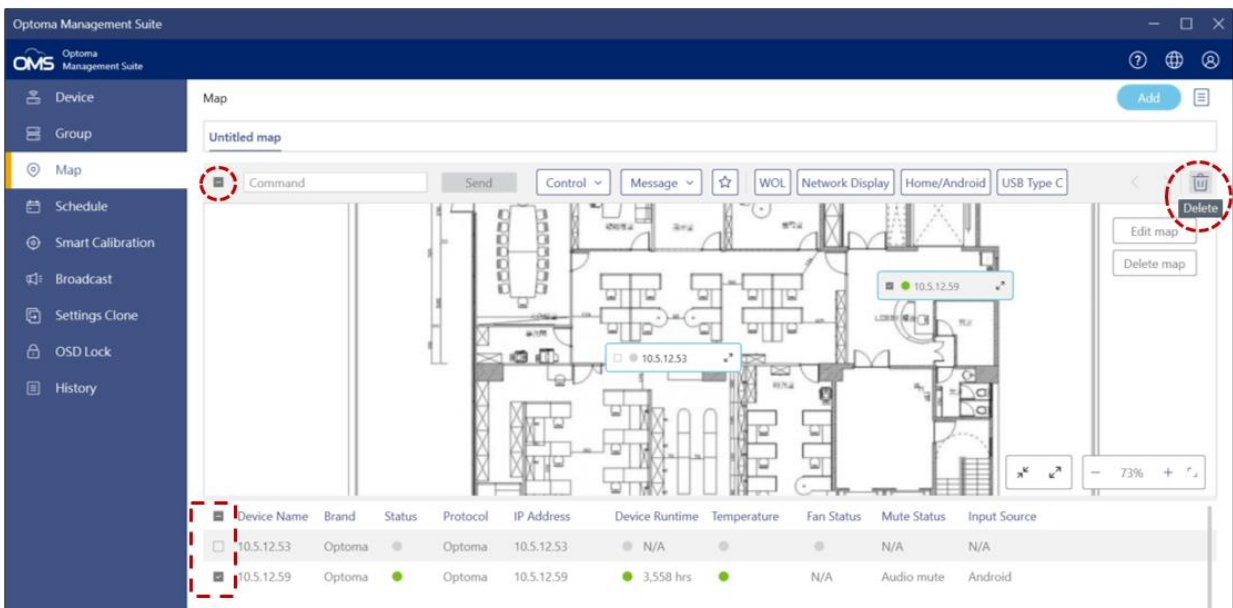 Optoma Management Suite
OMS Optoma Management Suite
Device
Group
Map
Schedule
Smart Calibration
Broadcast
Settings Clone
OSD Lock
History
Map
Add
Untitled map
Command Send Control Message WOL Network Display Home/Android USB Type C
Delete
Edit map
Delete map
10.5.12.59
10.5.12.53
73%
Device Name Brand Status Protocol IP Address Device Runtime Temperature Fan Status Mute Status Input Source
10.5.12.53 Optoma Optoma 10.5.12.53 N/A N/A N/A
10.5.12.59 Optoma Optoma 10.5.12.59 3,558 hrs N/A Audio mute Android